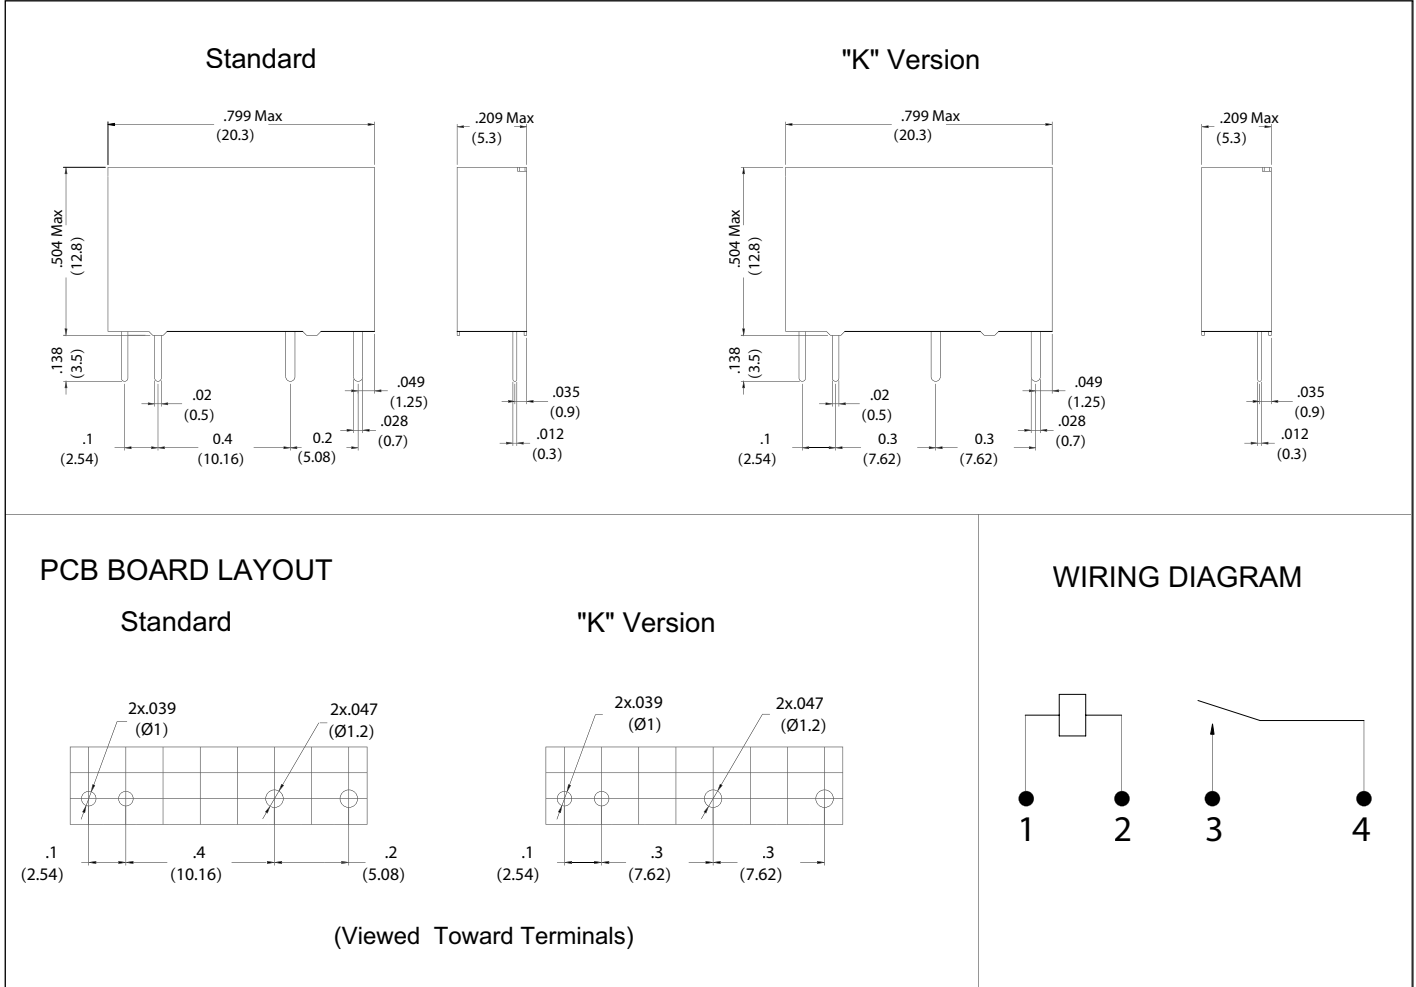 Standard
"K" Version
.799 Max
(20.3)
.209 Max
(5.3)
.799 Max
(20.3)
.209 Max
(5.3)
.504 Max
(12.8)
.504 Max
(12.8)
.138
(3.5)
.138
(3.5)
.02
(0.5)
.049
(1.25)
.028
(0.7)
.1
(2.54)
0.4
(10.16)
0.2
(5.08)
.035
(0.9)
.012
(0.3)
.02
(0.5)
.049
(1.25)
.028
(0.7)
.1
(2.54)
0.3
(7.62)
0.3
(7.62)
.035
(0.9)
.012
(0.3)
PCB BOARD LAYOUT
Standard
"K" Version
2x.039
(Ø1)
2x.047
(Ø1.2)
2x.039
(Ø1)
2x.047
(Ø1.2)
.1
(2.54)
.4
(10.16)
.2
(5.08)
.1
(2.54)
.3
(7.62)
.3
(7.62)
(Viewed Toward Terminals)
WIRING DIAGRAM
1 2 3 4